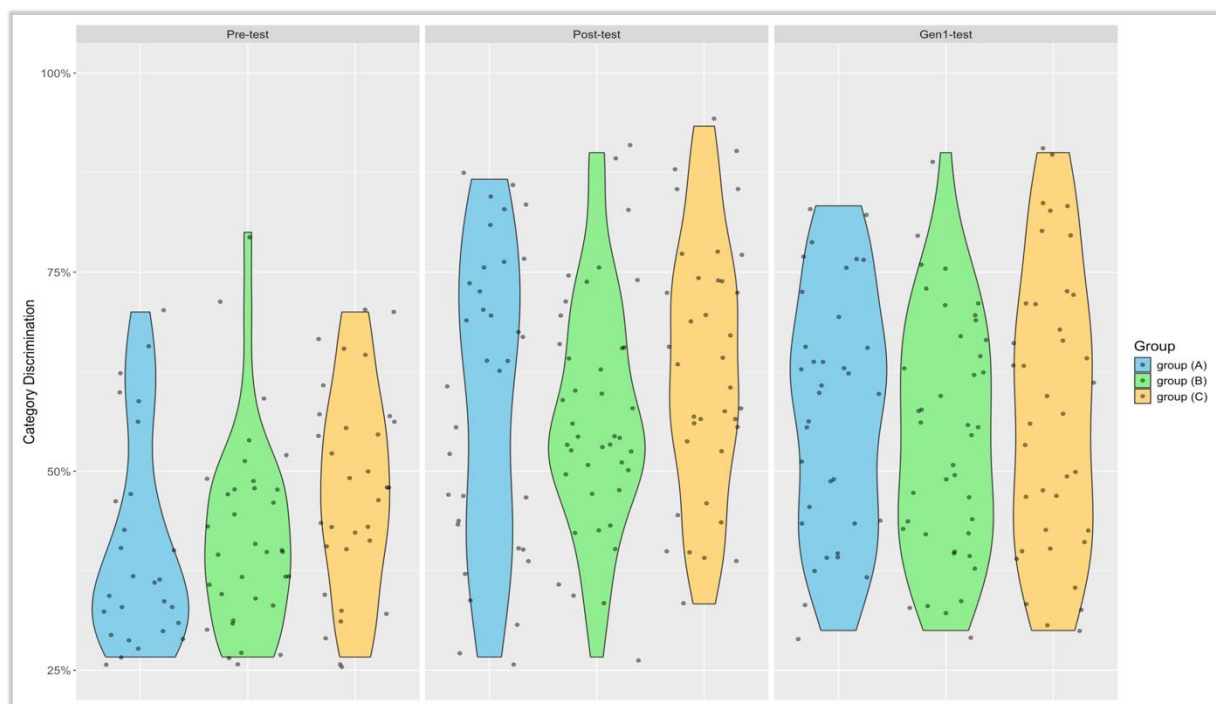 Pre-test
Post-test
Gen1-test
100%
75%
50%
25%
Category Discrimination
Group
group (A)
group (B)
group (C)